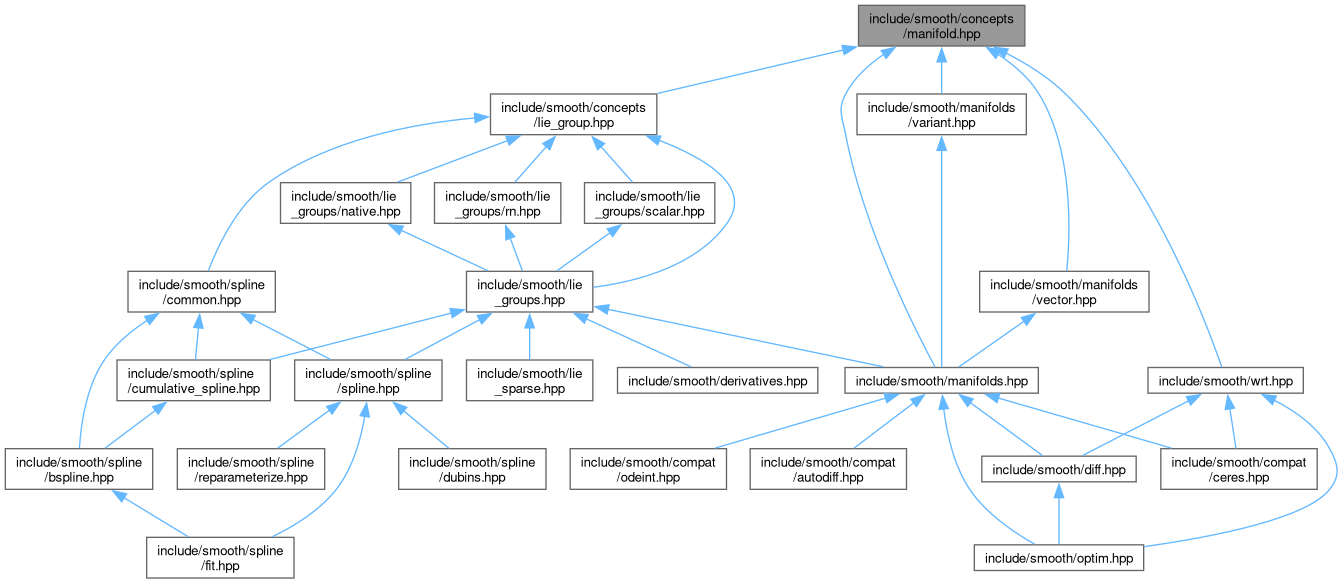 include/smooth/concepts
/manifold.hpp
include/smooth/concepts
/lie_group.hpp
include/smooth/manifolds
/variant.hpp
include/smooth/lie
_groups/native.hpp
include/smooth/lie
_groups/rn.hpp
include/smooth/lie
_groups/scalar.hpp
include/smooth/spline
/common.hpp
include/smooth/lie
_groups.hpp
include/smooth/manifolds
/vector.hpp
include/smooth/spline
/cumulative_spline.hpp
include/smooth/spline
/spline.hpp
include/smooth/lie
_sparse.hpp
include/smooth/derivatives.hpp
include/smooth/manifolds.hpp
include/smooth/wrt.hpp
include/smooth/spline
/bspline.hpp
include/smooth/spline
/reparameterize.hpp
include/smooth/spline
/dubins.hpp
include/smooth/compat
/odeint.hpp
include/smooth/compat
/autodiff.hpp
include/smooth/diff.hpp
include/smooth/compat
/ceres.hpp
include/smooth/spline
/fit.hpp
include/smooth/optim.hpp